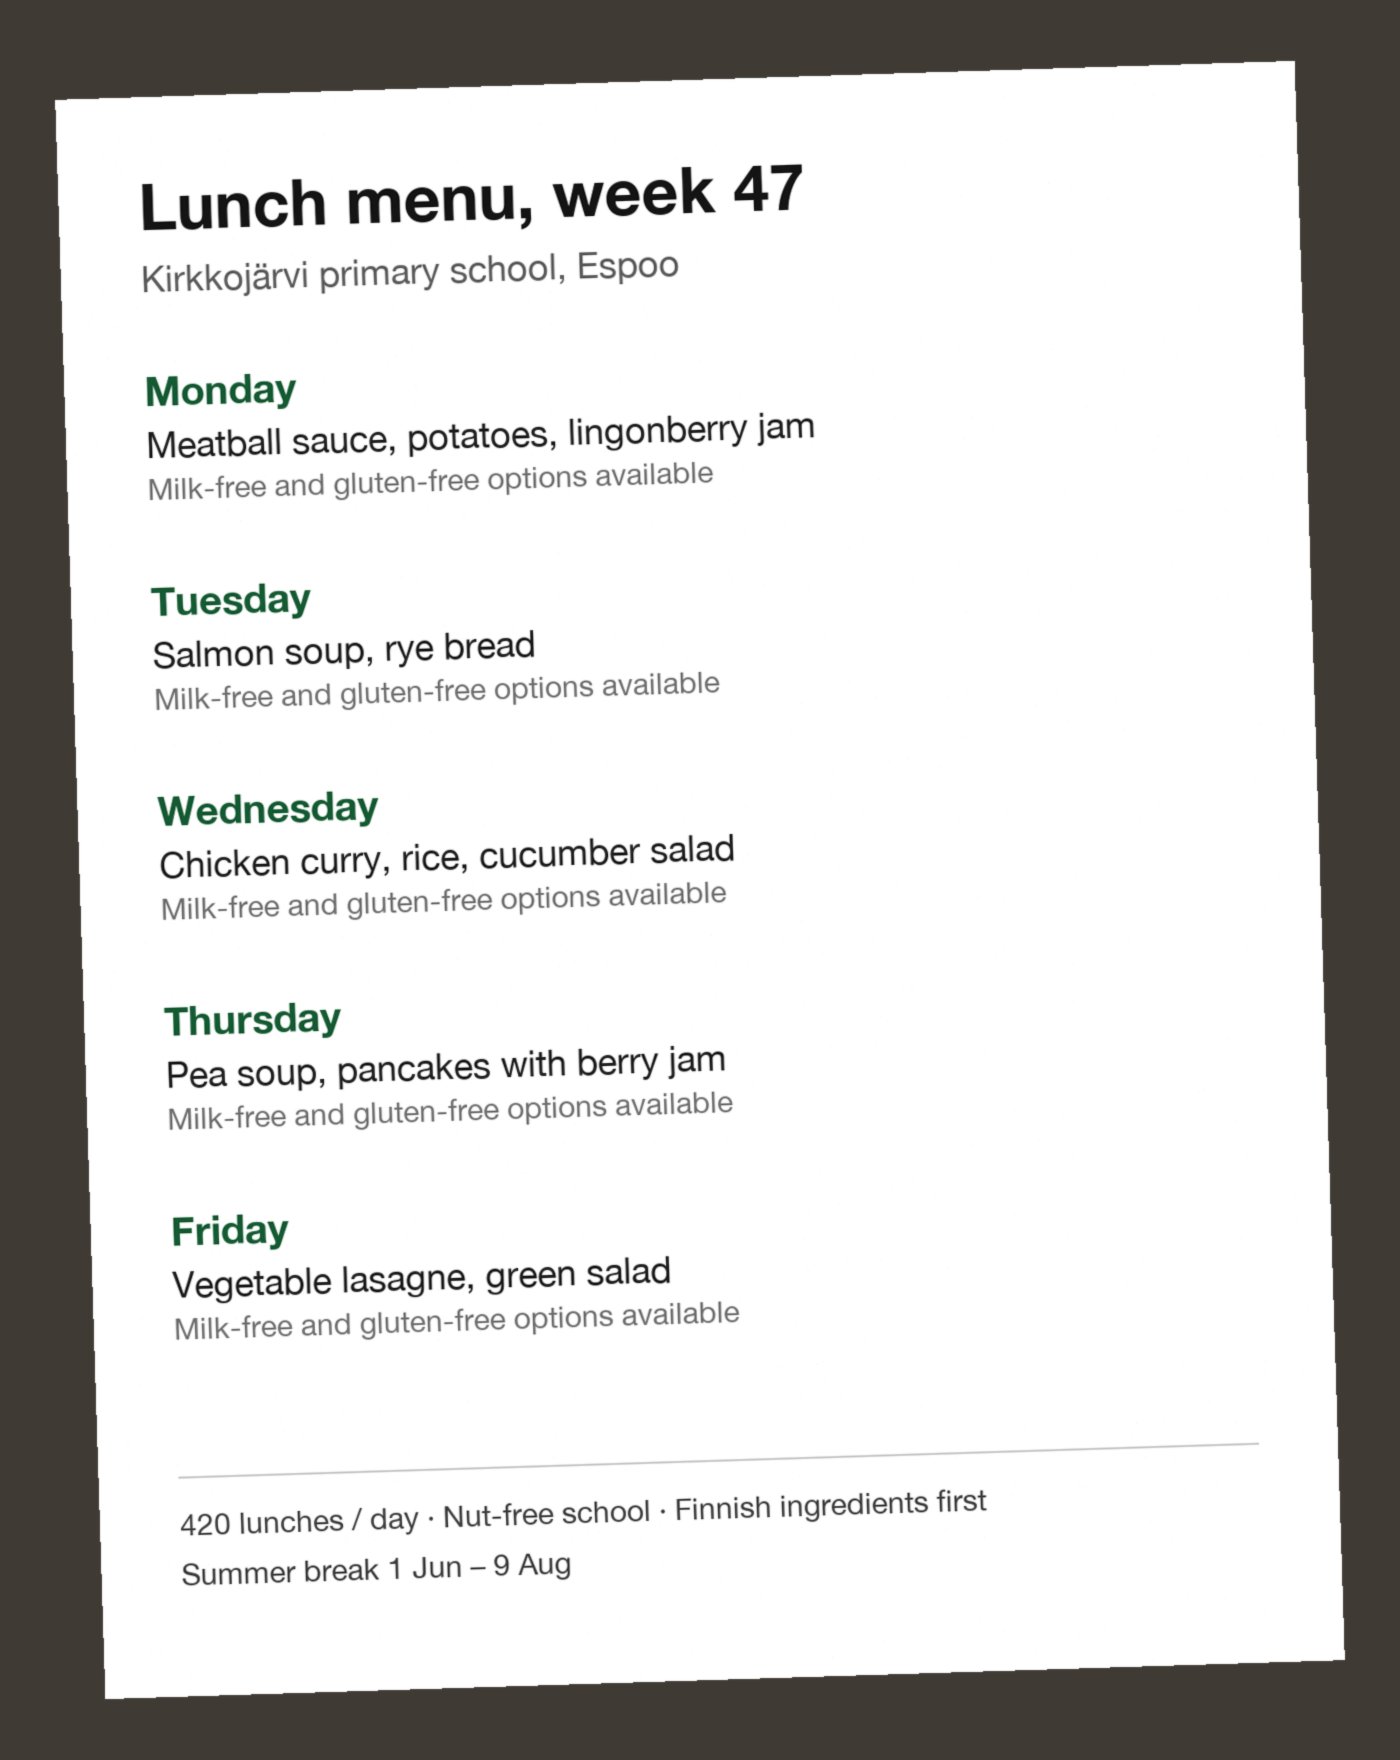 Lunch menu, week 47
Kirkkojärvi primary school, Espoo
Monday
Meatball sauce, potatoes, lingonberry jam
Milk-free and gluten-free options available
Tuesday
Salmon soup, rye bread
Milk-free and gluten-free options available
Wednesday
Chicken curry, rice, cucumber salad
Milk-free and gluten-free options available
Thursday
Pea soup, pancakes with berry jam
Milk-free and gluten-free options available
Friday
Vegetable lasagne, green salad
Milk-free and gluten-free options available
420 lunches / day · Nut-free school · Finnish ingredients first
Summer break 1 Jun – 9 Aug